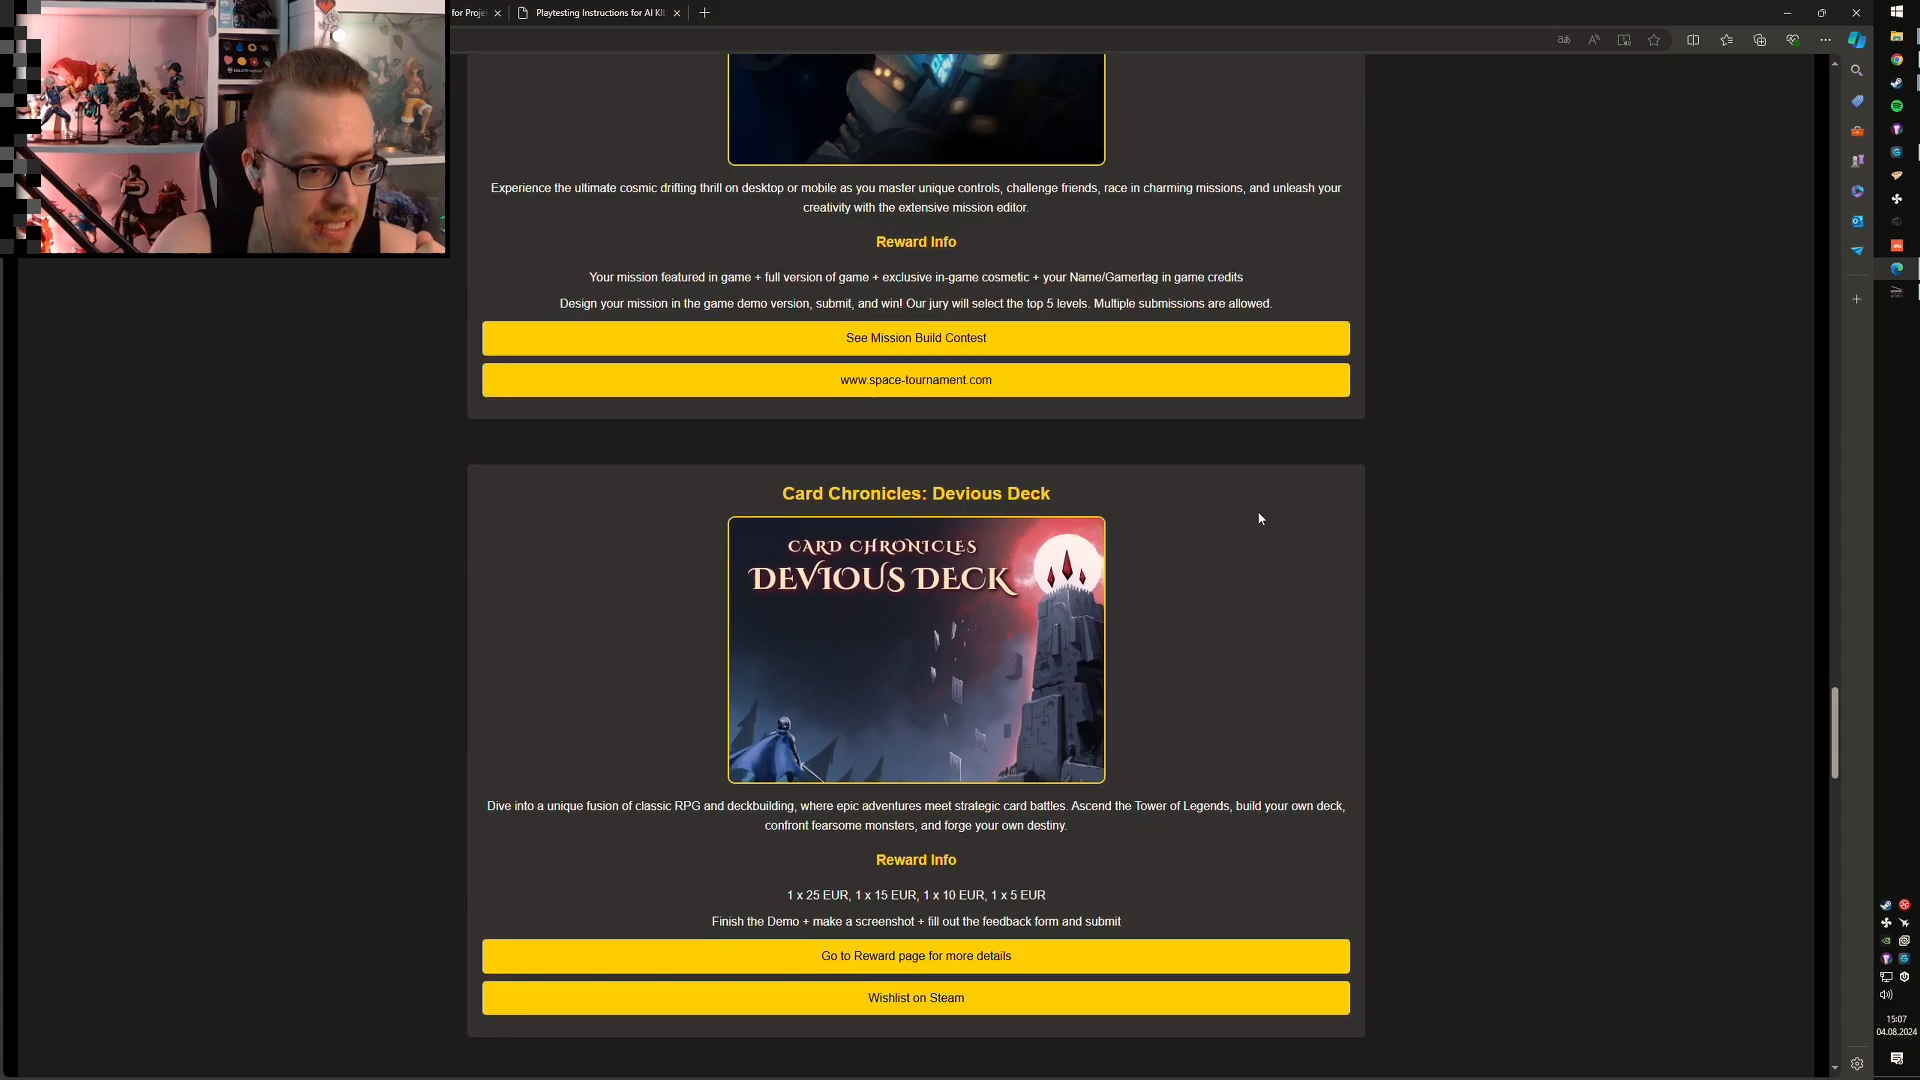 for Proje
Playtesting Instructions for AI KI
Experience the ultimate cosmic drifting thrill on desktop or mobile as you master unique controls, challenge friends, race in charming missions, and unleash your
creativity with the extensive mission editor.
Reward Info
Your mission featured in game + full version of game + exclusive in-game cosmetic + your Name/Gamertag in game credits
Design your mission in the game demo version, submit, and win! Our jury will select the top 5 levels. Multiple submissions are allowed.
See Mission Build Contest
www.space-tournament.com
Card Chronicles: Devious Deck
CARD CHRONICLES
DEVIOUS DECK
Dive into a unique fusion of classic RPG and deckbuilding, where epic adventures meet strategic card battles. Ascend the Tower of Legends, build your own deck,
confront fearsome monsters, and forge your own destiny.
Reward Info
1 x 25 EUR, 1 x 15 EUR, 1 x 10 EUR, 1 x 5 EUR
Finish the Demo + make a screenshot + fill out the feedback form and submit
Go to Reward page for more details
Wishlist on Steam
15:07
04.08.2024